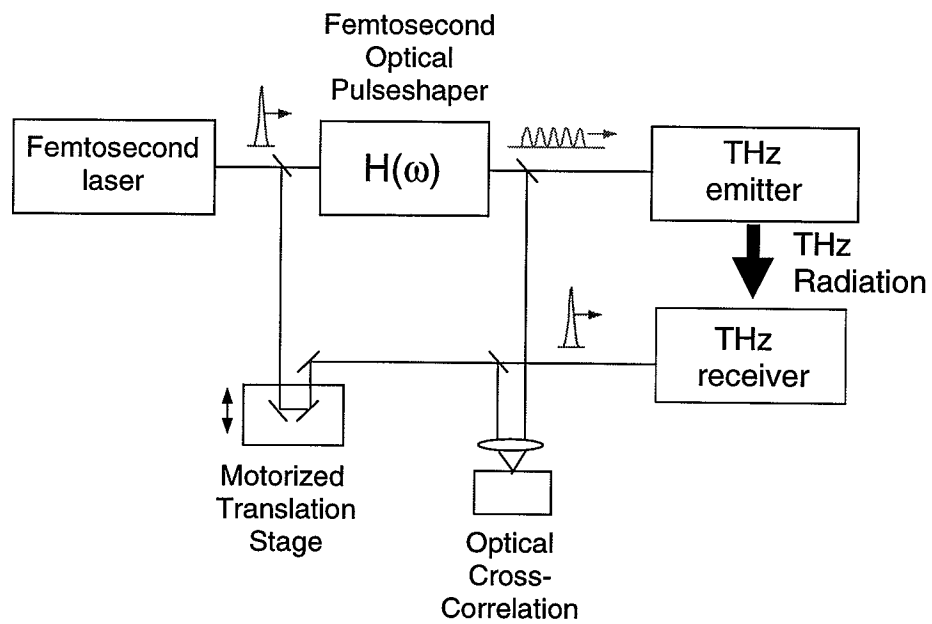 Femtosecond
Optical
Pulseshaper
Femtosecond
laser
H(ω)
THz
emitter
THz
Radiation
THz
receiver
Motorized
Translation
Stage
Optical
Cross-
Correlation